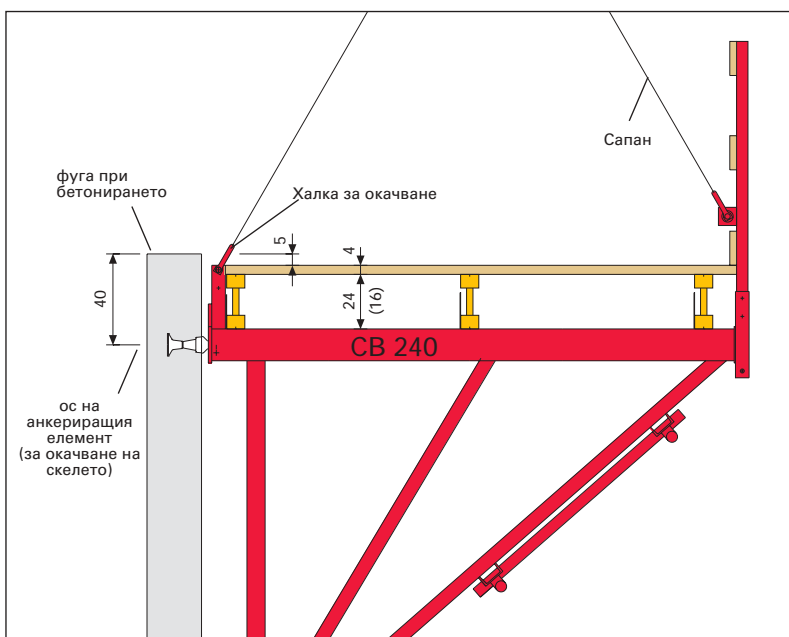 Сапан
фуга при
бетонирането
Халка за окачване
5
4
40
24
(16)
СВ 240
ос на
анкериращия
елемент
(за окачване на
скелето)